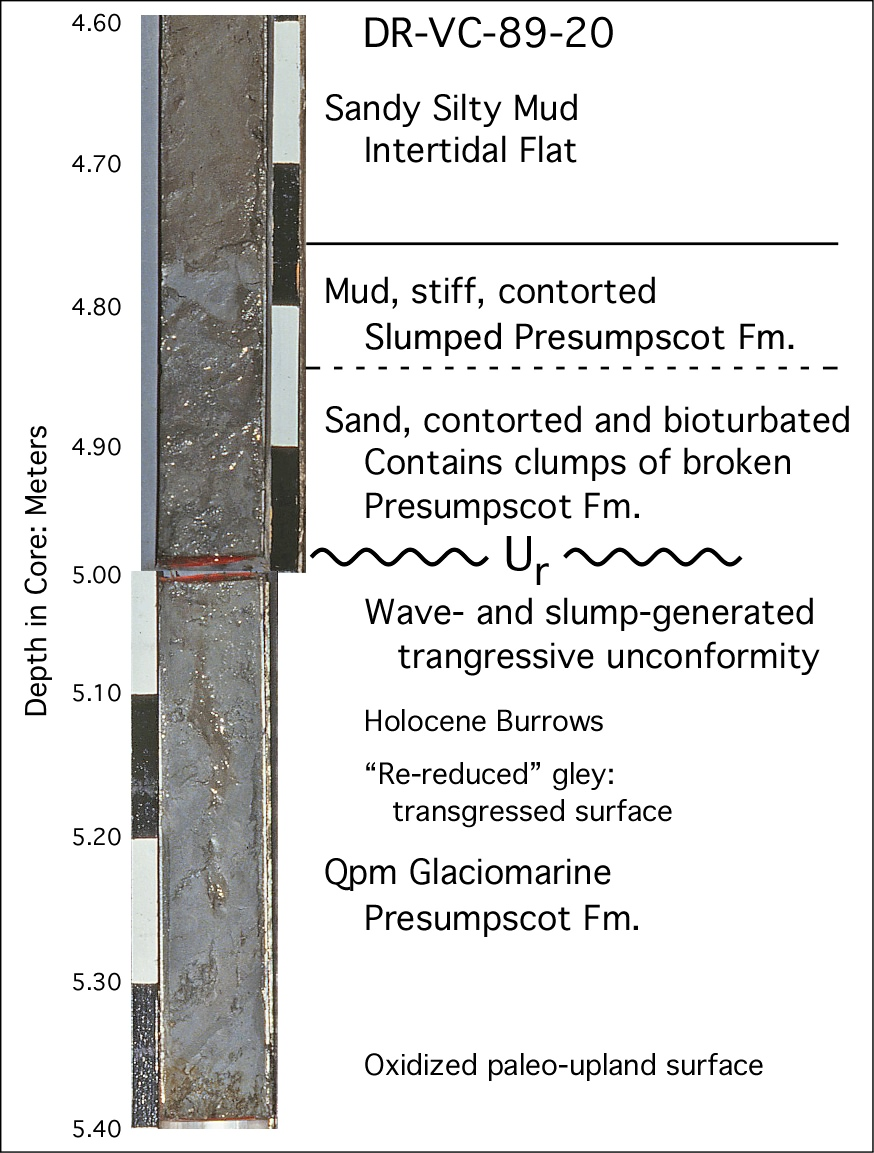 DR-VC-89-20
Sandy Silty Mud
Intertidal Flat
Mud, stiff, contorted
Slumped Presumpscot Fm.
Sand, contorted and bioturbated
Contains clumps of broken
Presumpscot Fm.
Ur
Wave- and slump-generated
trangressive unconformity
Holocene Burrows
“Re-reduced” gley:
transgressed surface
Qpm Glaciomarine
Presumpscot Fm.
Oxidized paleo-upland surface
Depth in Core: Meters
4.60
4.70
4.80
4.90
5.00
5.10
5.20
5.30
5.40